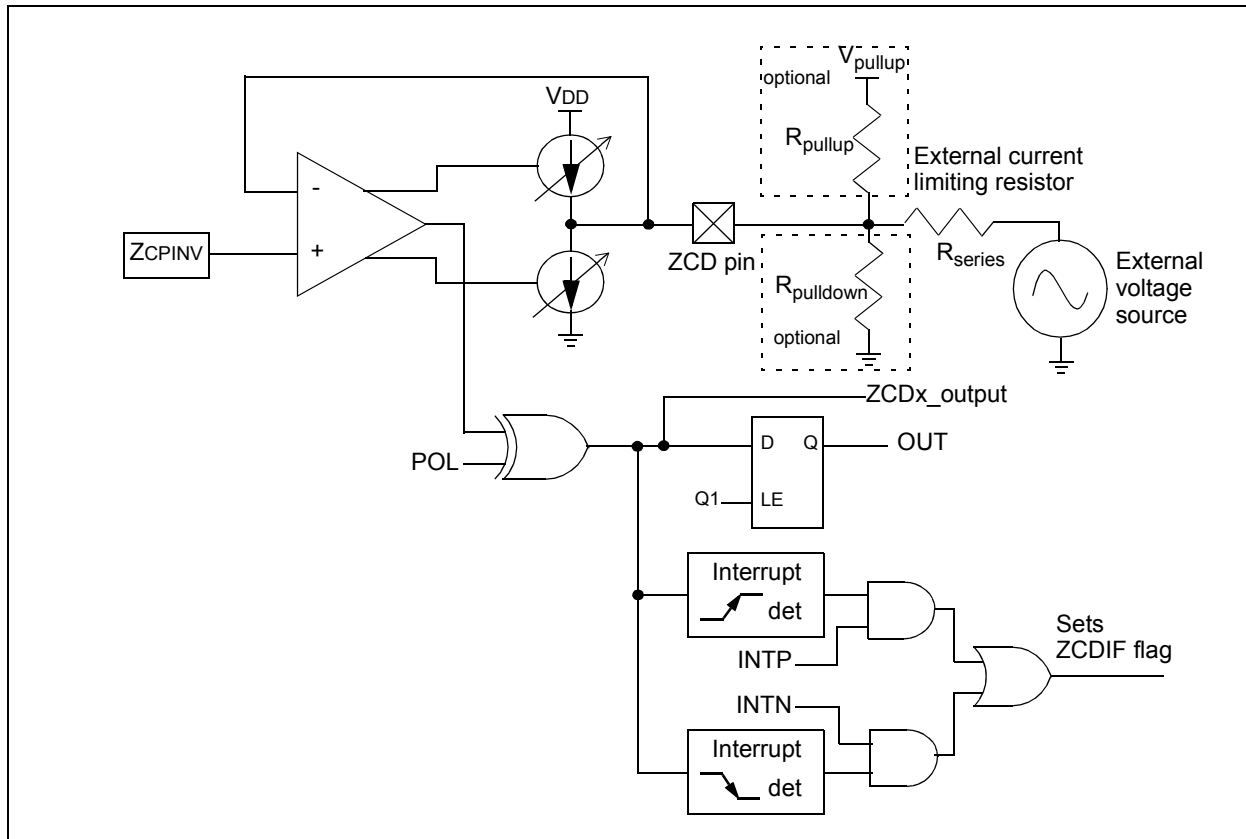 Vpullup
optional
VDD
Rpullup
External current
limiting resistor
-
+
ZCPINV
ZCD pin
Rseries
External
voltage
source
Rpulldown
optional
ZCDx_output
POL
D
Q
OUT
Q1
LE
Interrupt
det
INTP
Sets
ZCDIF flag
INTN
Interrupt
det